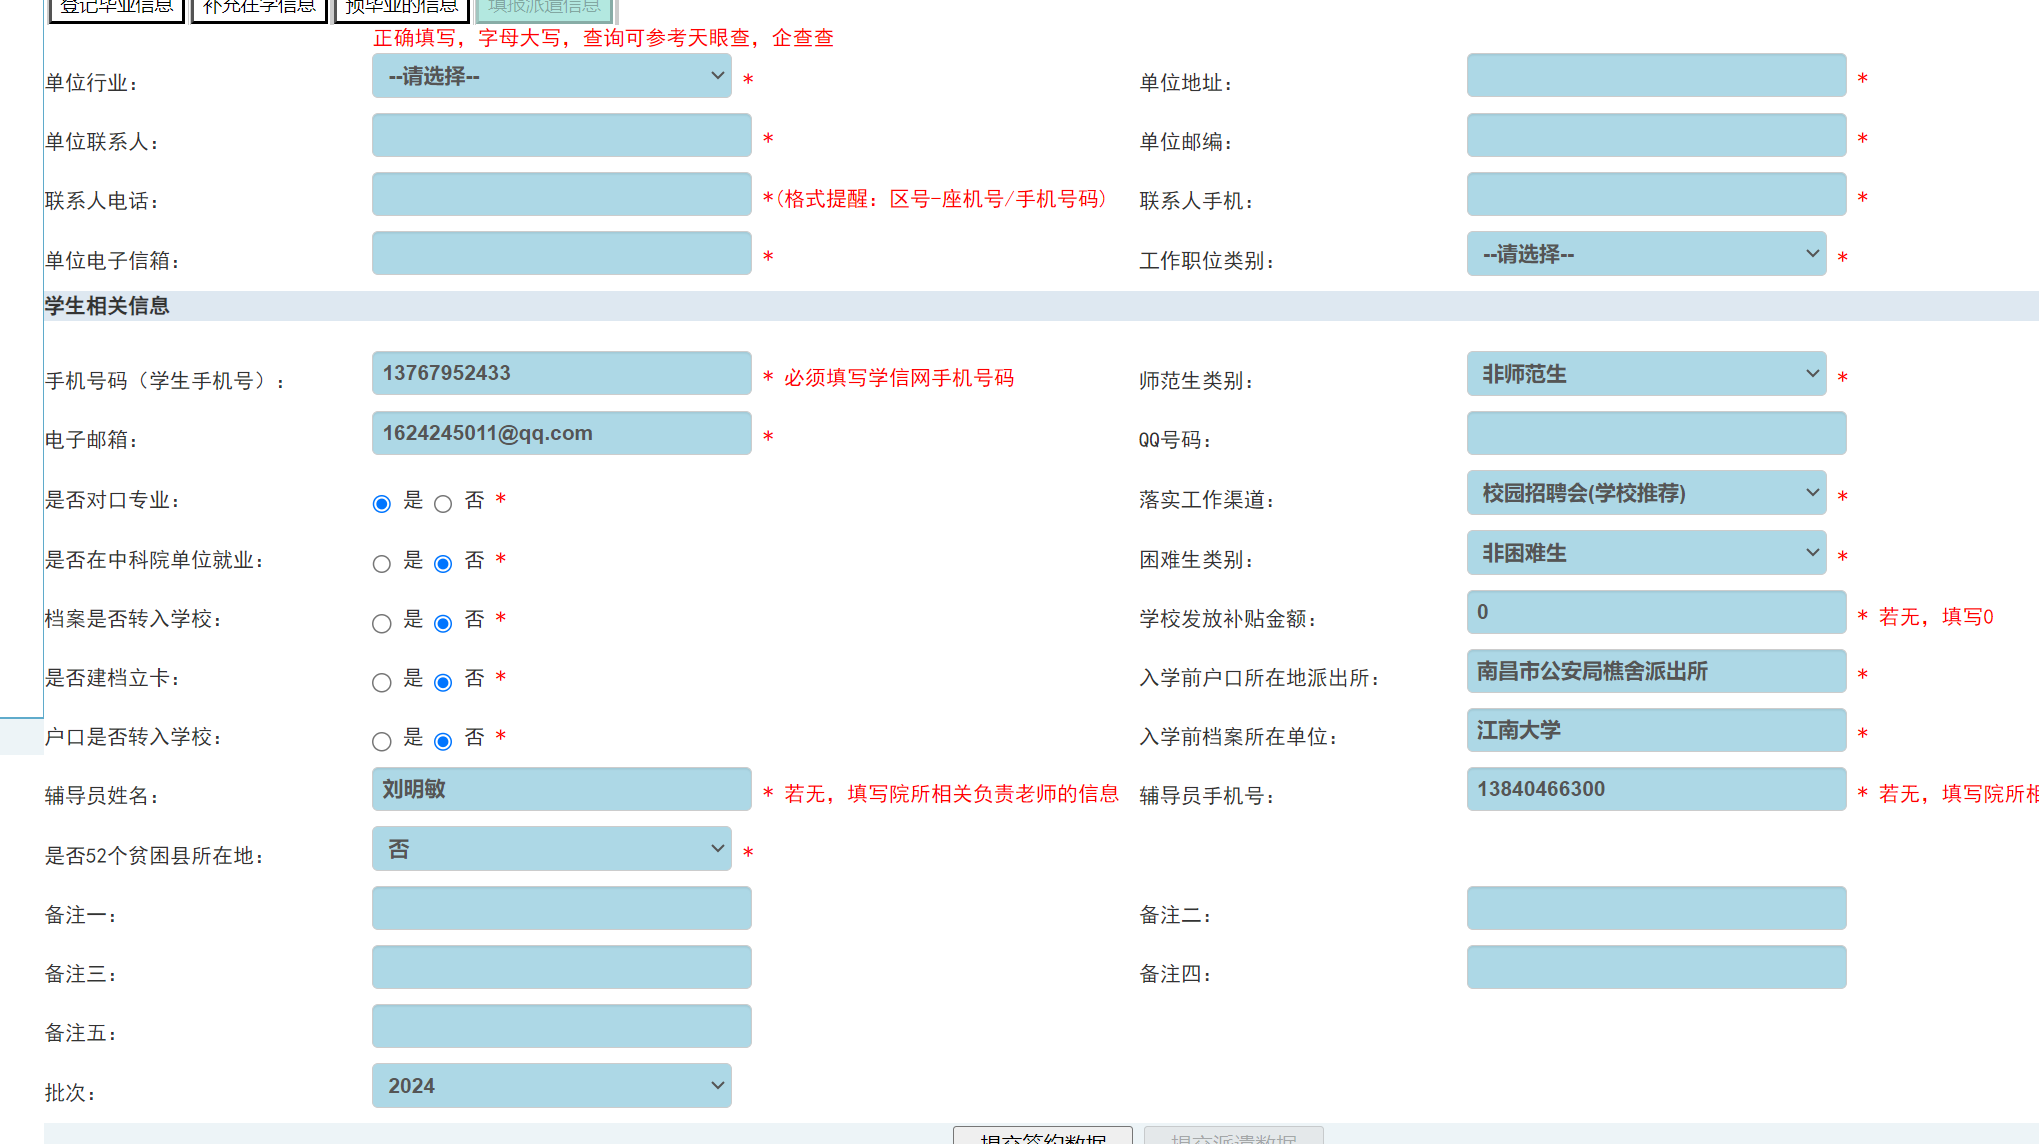 登记毕业信息 补充在学信息 预毕业的信息 填报派遣信息
正确填写，字母大写，查询可参考天眼查，企查查
单位行业： --请选择-- * 单位地址： *
单位联系人： * 单位邮编： *
联系人电话： *(格式提醒：区号-座机号/手机号码) 联系人手机： *
单位电子信箱： * 工作职位类别： --请选择-- *
学生相关信息
手机号码（学生手机号）： 13767952433 * 必须填写学信网手机号码 师范生类别： 非师范生 *
电子邮箱： 1624245011@qq.com * QQ号码：
是否对口专业： 是 否 * 落实工作渠道： 校园招聘会(学校推荐) *
是否在中科院单位就业： 是 否 * 困难生类别： 非困难生 *
档案是否转入学校： 是 否 * 学校发放补贴金额： 0 * 若无，填写0
是否建档立卡： 是 否 * 入学前户口所在地派出所： 南昌市公安局樵舍派出所 *
户口是否转入学校： 是 否 * 入学前档案所在单位： 江南大学 *
辅导员姓名： 刘明敏 * 若无，填写院所相关负责老师的信息 辅导员手机号： 13840466300 * 若无，填写院所相
是否52个贫困县所在地： 否 *
备注一： 备注二：
备注三： 备注四：
备注五：
批次： 2024
提交签约数据 提交派遣数据